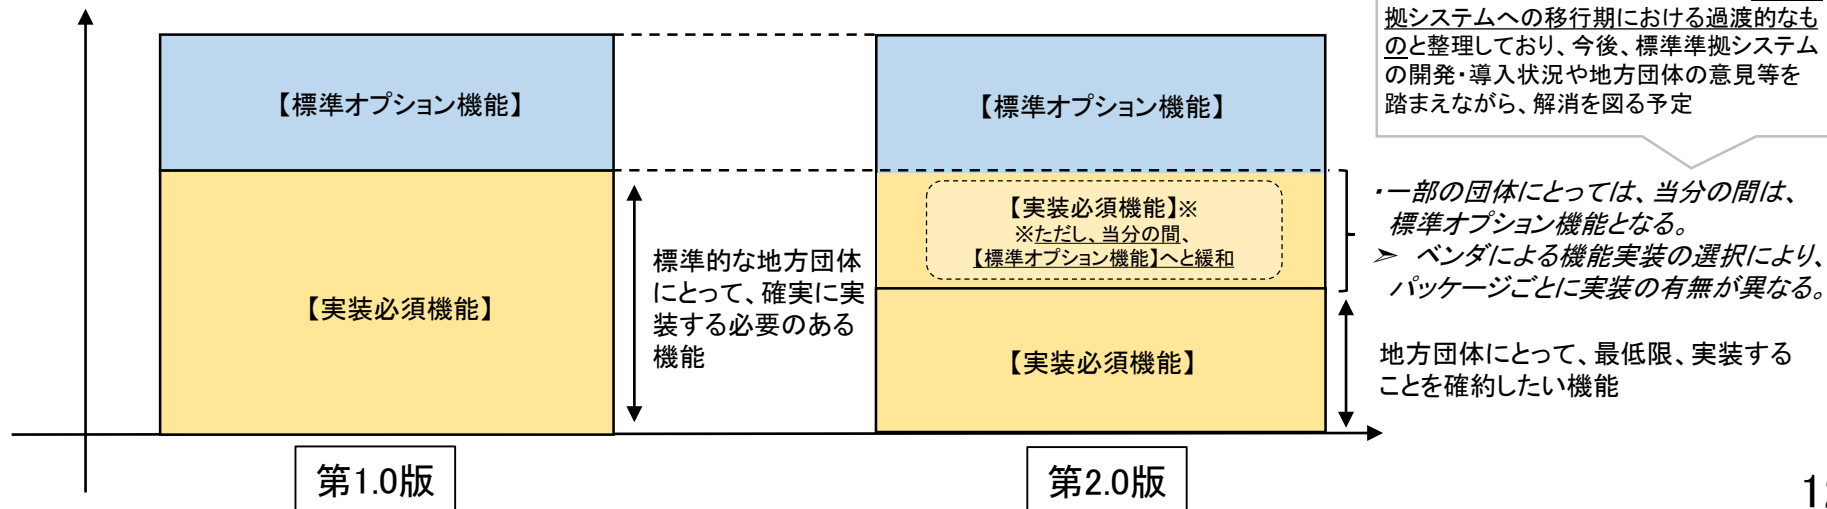 拠システムへの移行期における過渡的なも
のと整理しており、今後、標準準拠システム
の開発・導入状況や地方団体の意見等を
踏まえながら、解消を図る予定
【標準オプション機能】
【標準オプション機能】
・一部の団体にとっては、当分の間は、
標準オプション機能となる。
➢ ベンダによる機能実装の選択により、
パッケージごとに実装の有無が異なる。
【実装必須機能】※
※ただし、当分の間、
【標準オプション機能】へと緩和
標準的な地方団体
にとって、確実に実
装する必要のある
機能
【実装必須機能】
【実装必須機能】
地方団体にとって、最低限、実装する
ことを確約したい機能
第1.0版
第2.0版